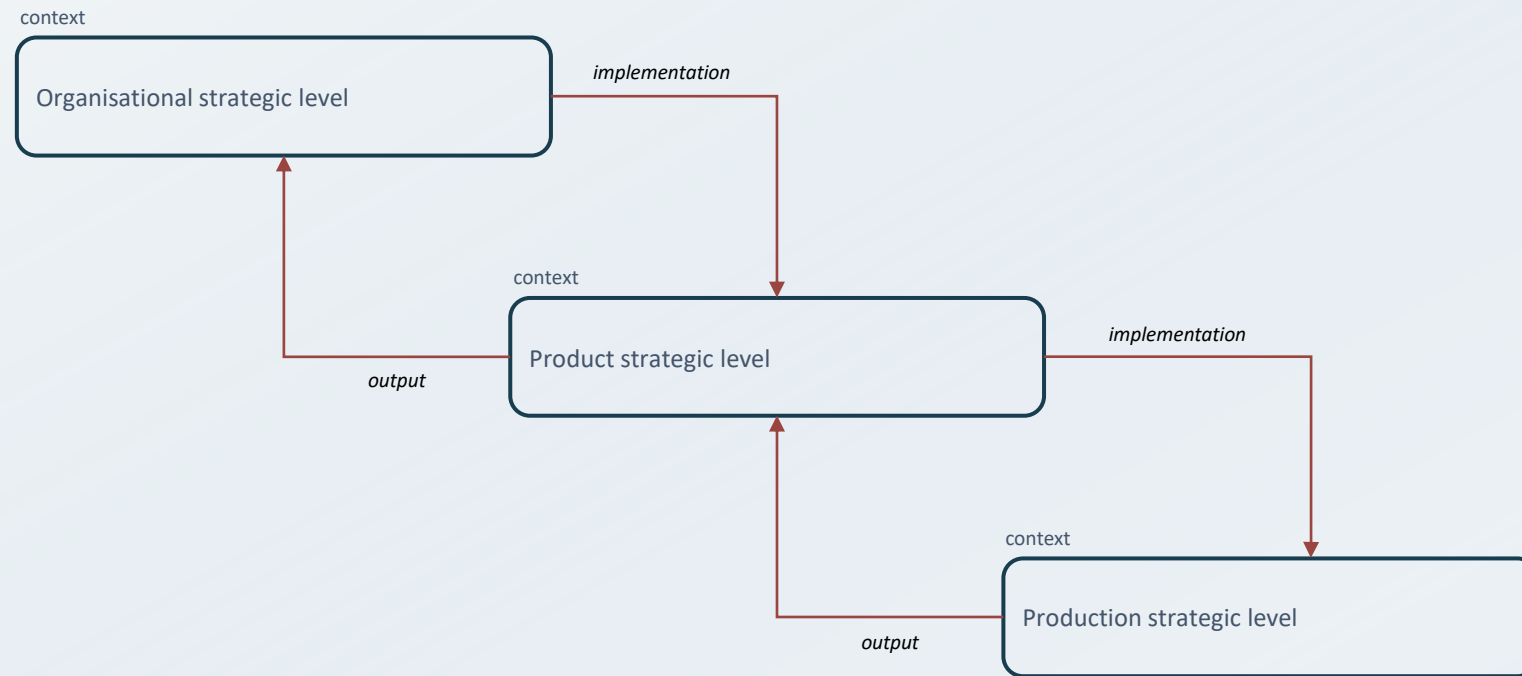 context
Organisational strategic level
implementation
context
Product strategic level
implementation
output
context
Production strategic level
output